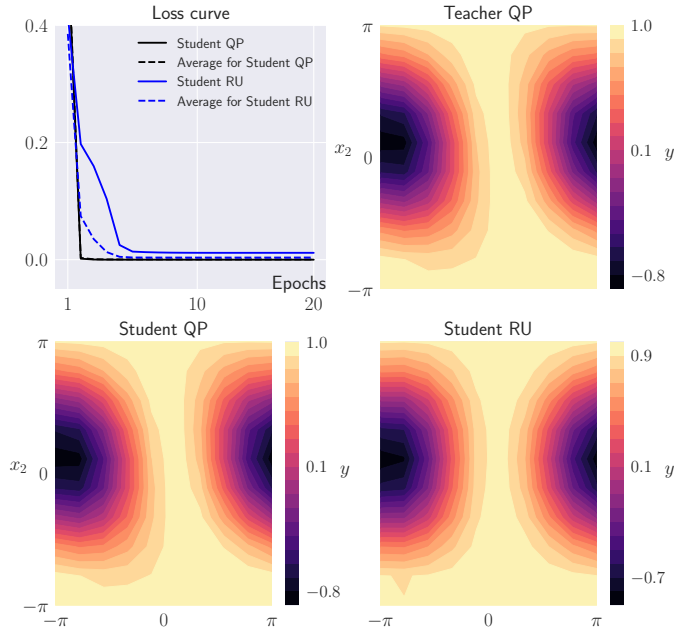 Loss curve
0.4
0.2
0.0
Student QP
Average for Student QP
Student RU
Average for Student RU
Epochs
1
10
20
Teacher QP
π
x₂
0
−π
1.0
0.1
y
−0.8
Student QP
π
x₂
0
−π
−π
0
π
1.0
0.1
y
−0.8
Student RU
−π
0
π
0.9
0.1
y
−0.7